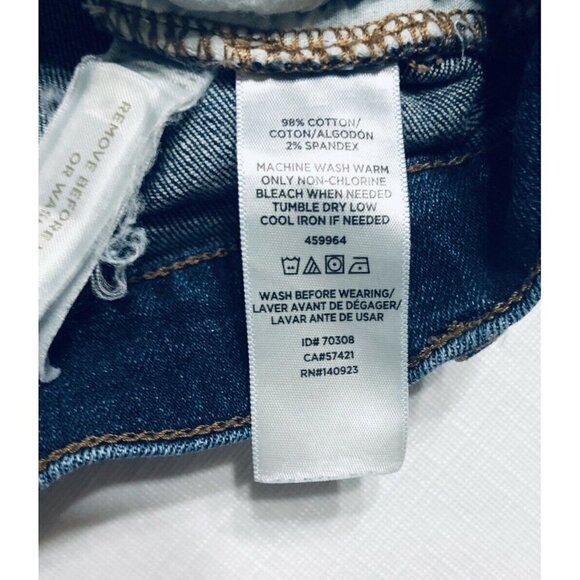 98% COTTON/
COTON/ALGODÓN
2% SPANDEX
MACHINE WASH WARM
ONLY NON-CHLORINE
BLEACH WHEN NEEDED
TUMBLE DRY LOW
COOL IRON IF NEEDED
459964
WASH BEFORE WEARING/
LAVER AVANT DE DÉGAGER/
LAVAR ANTE DE USAR
ID# 70308
CA#57421
RN#140923
REMOVE BEFORE
OR